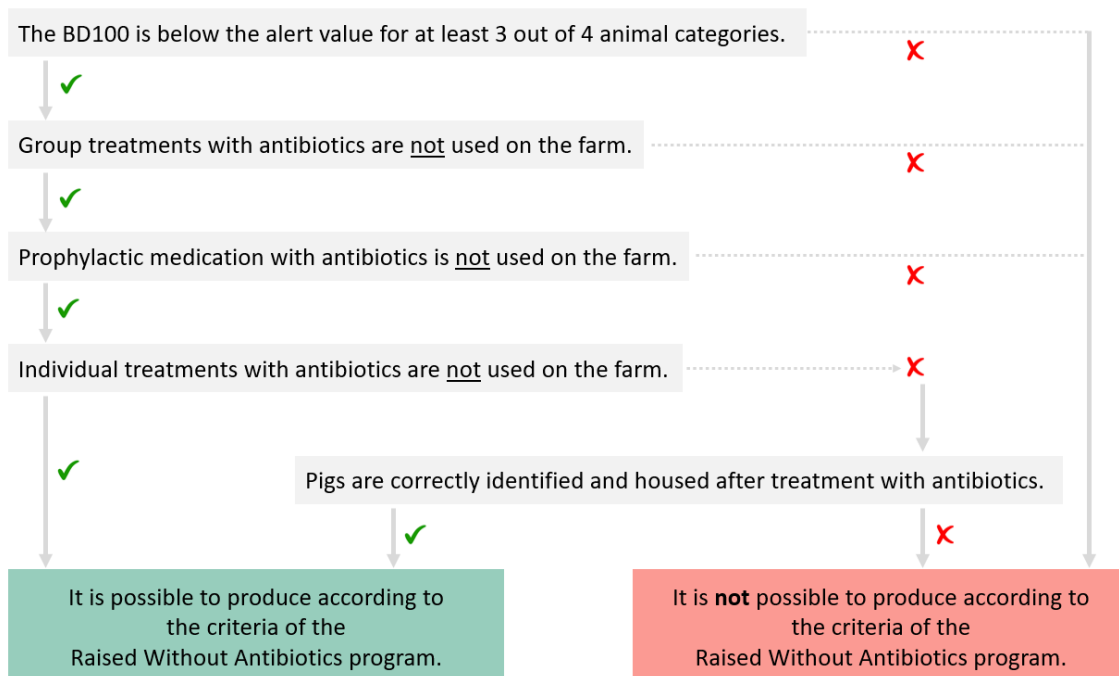 The BD100 is below the alert value for at least 3 out of 4 animal categories.
Group treatments with antibiotics are not used on the farm.
Prophylactic medication with antibiotics is not used on the farm.
Individual treatments with antibiotics are not used on the farm.
Pigs are correctly identified and housed after treatment with antibiotics.
It is possible to produce according to
the criteria of the
Raised Without Antibiotics program.
It is not possible to produce according to
the criteria of the
Raised Without Antibiotics program.